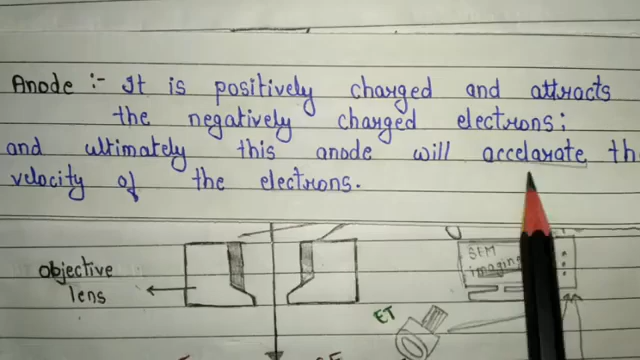 Anode :- It is positively charged and attracts
the negatively charged electrons;
and ultimately this anode will accelarate the
velocity of the electrons.
objective
lens
SEM
imaging
ET